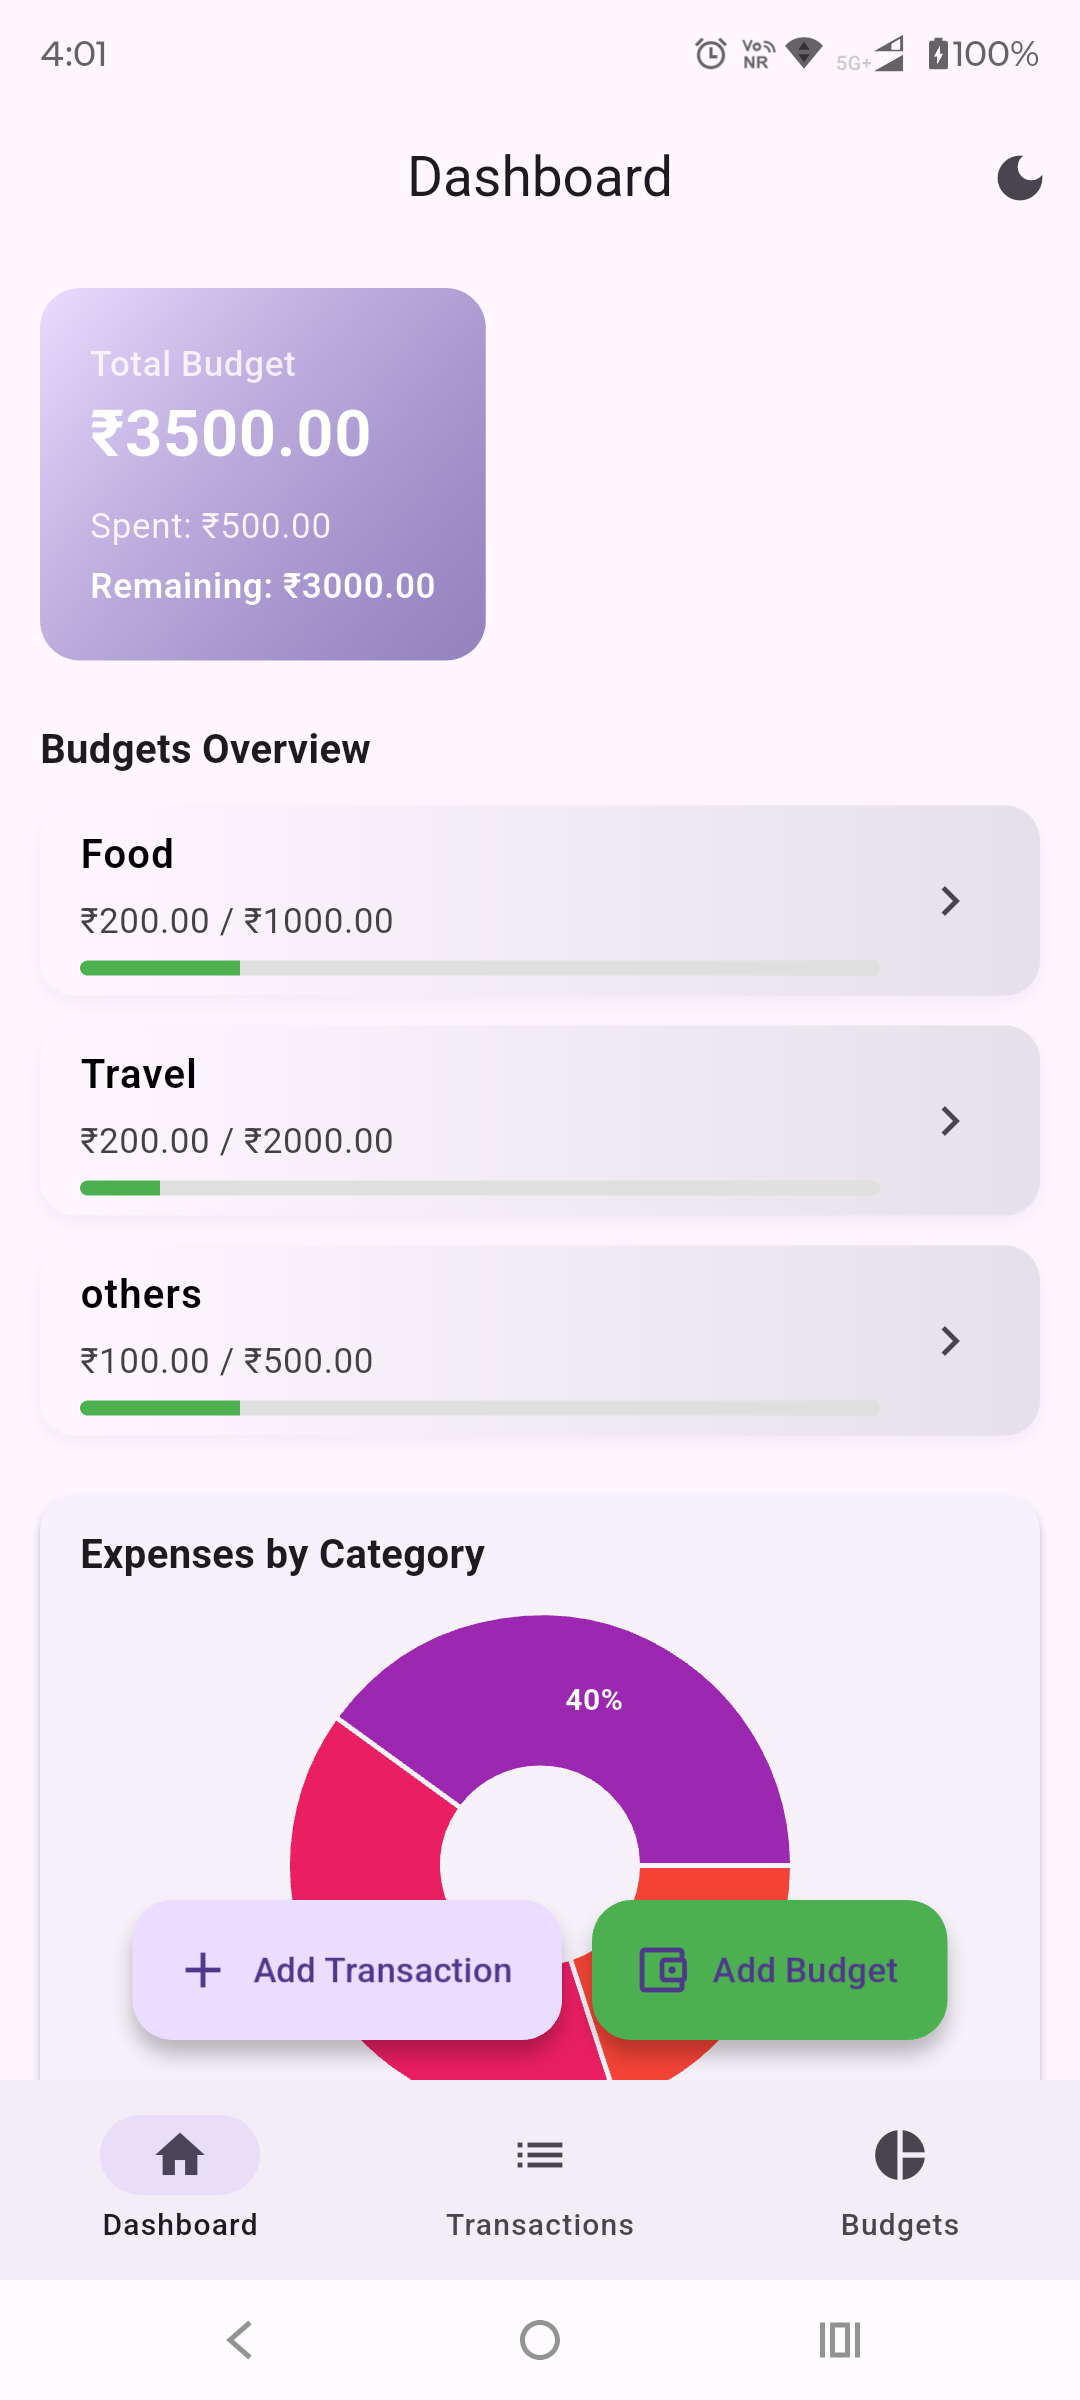 4:01
Vo
NR
5G+
100%
Dashboard
Total Budget
₹3500.00
Spent: ₹500.00
Remaining: ₹3000.00
Budgets Overview
Food
₹200.00 / ₹1000.00
Travel
₹200.00 / ₹2000.00
others
₹100.00 / ₹500.00
Expenses by Category
40%
Add Transaction
Add Budget
Dashboard
Transactions
Budgets